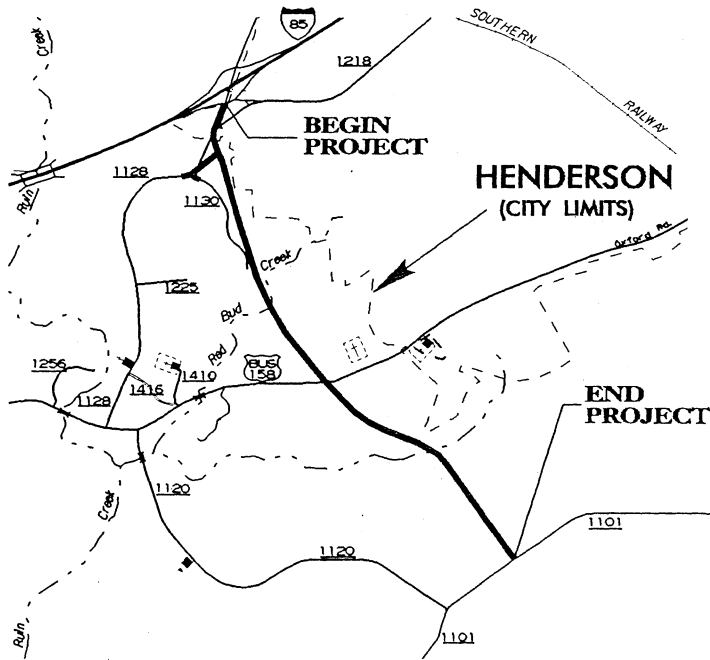 85
SOUTHERN
RAILWAY
Creek
1218
BEGIN
PROJECT
1128
1130
Ruin
HENDERSON
(CITY LIMITS)
Oxford Rd.
Creek
1225
Bud
Red
BUS
158
1256
1410
1416
1128
END
PROJECT
1120
Creek
1101
1120
Ruin
1101